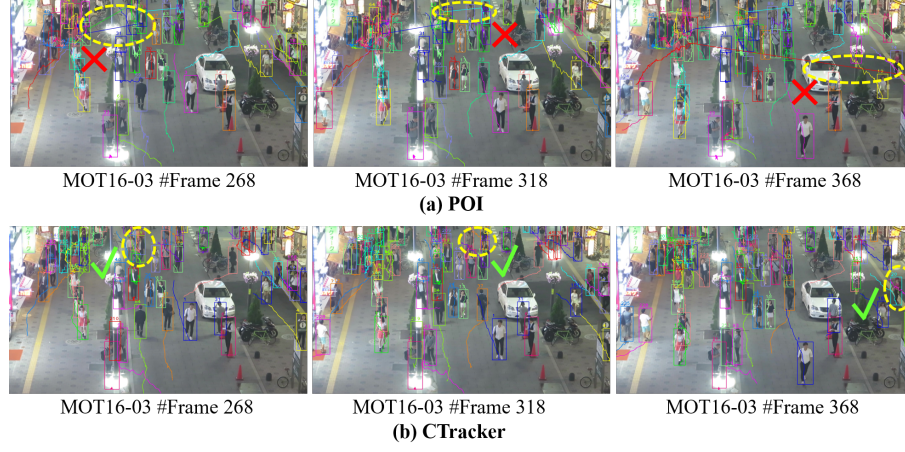 MOT16-03 #Frame 268
MOT16-03 #Frame 318
MOT16-03 #Frame 368
(a) POI
MOT16-03 #Frame 268
MOT16-03 #Frame 318
MOT16-03 #Frame 368
(b) CTracker